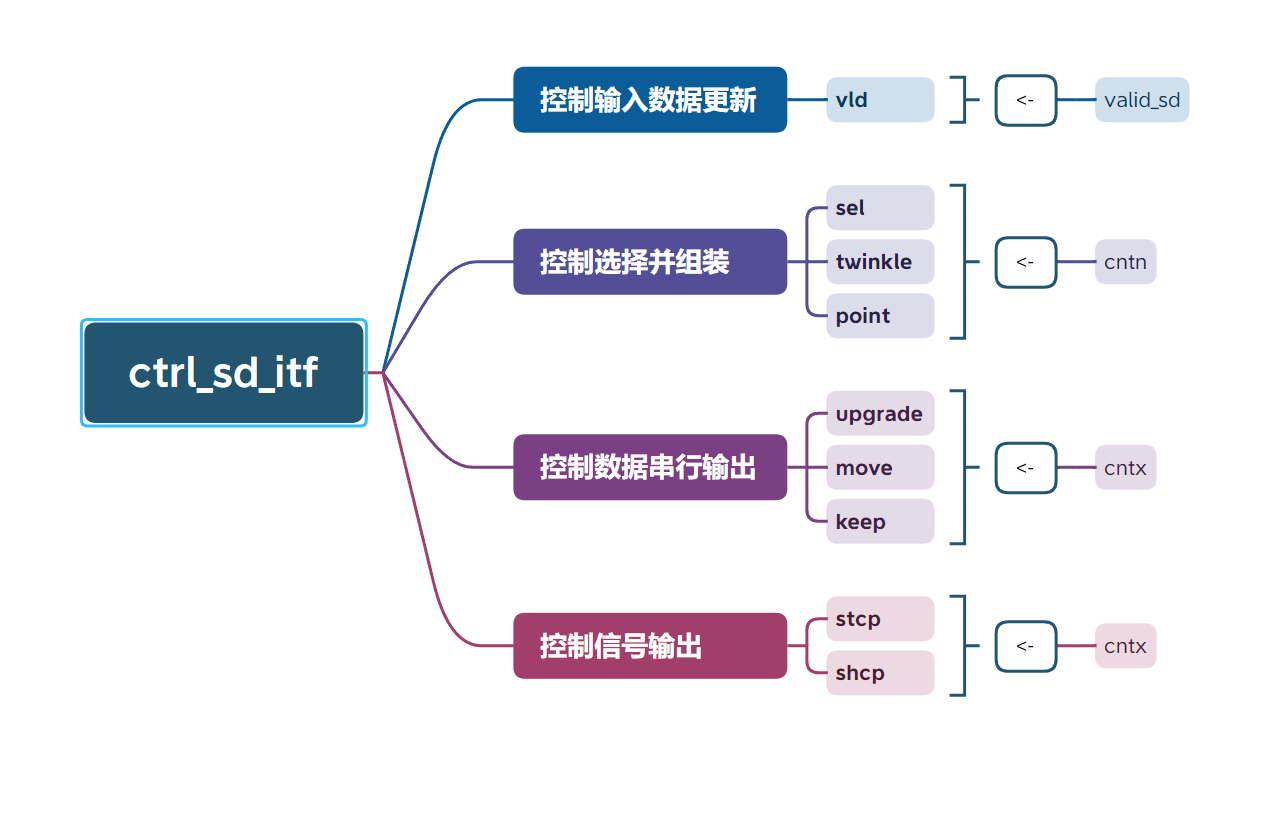 ctrl_sd_itf
控制输入数据更新
vld
<-
valid_sd
控制选择并组装
sel
twinkle
point
<-
cntn
控制数据串行输出
upgrade
move
keep
<-
cntx
控制信号输出
stcp
shcp
<-
cntx